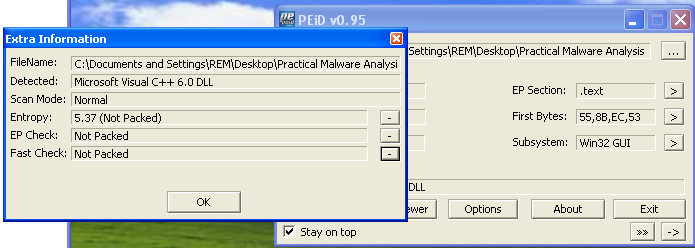 PEiD v0.95
Extra Information
FileName: C:\Documents and Settings\REM\Desktop\Practical Malware Analysi
Detected: Microsoft Visual C++ 6.0 DLL
Scan Mode: Normal
Entropy: 5.37 (Not Packed) -
EP Check: Not Packed -
Fast Check: Not Packed -
OK
Settings\REM\Desktop\Practical Malware Analysis ...
EP Section: .text >
First Bytes: 55,8B,EC,53 >
Subsystem: Win32 GUI >
DLL
Options About Exit
Stay on top >> ->